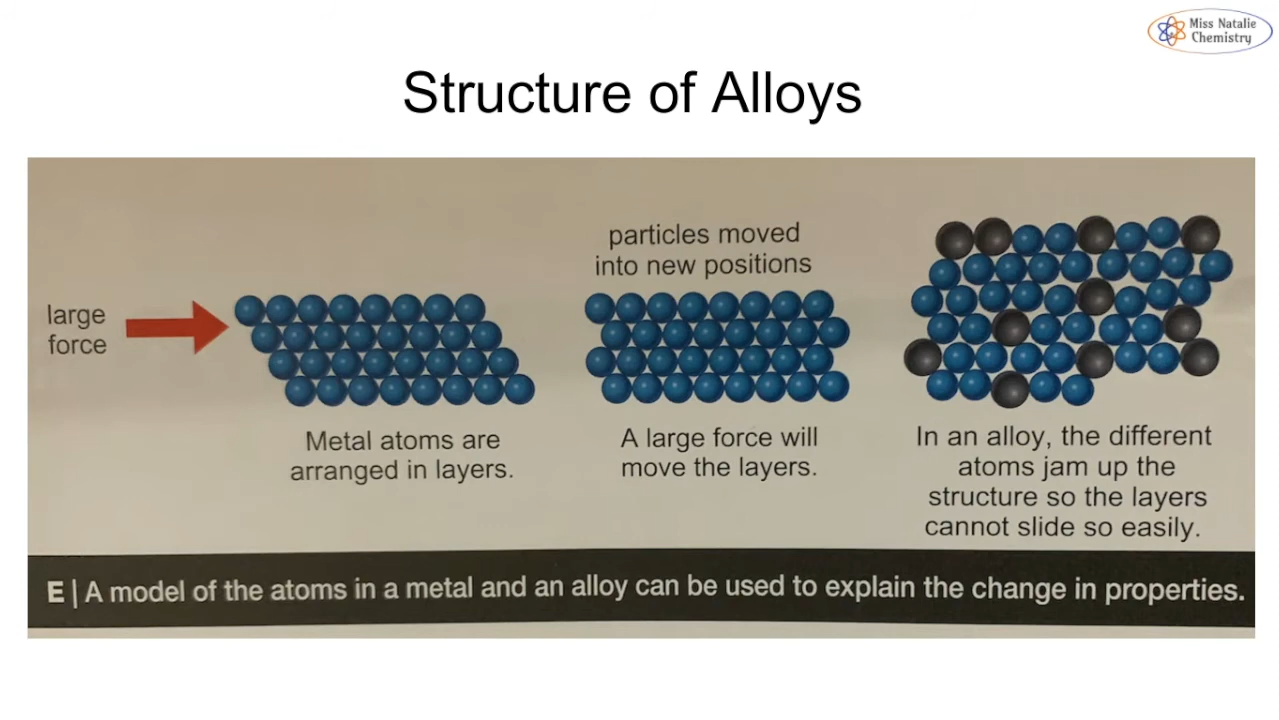 Miss Natalie
Chemistry
Structure of Alloys
large
force
Metal atoms are
arranged in layers.
particles moved
into new positions
A large force will
move the layers.
In an alloy, the different
atoms jam up the
structure so the layers
cannot slide so easily.
E | A model of the atoms in a metal and an alloy can be used to explain the change in properties.